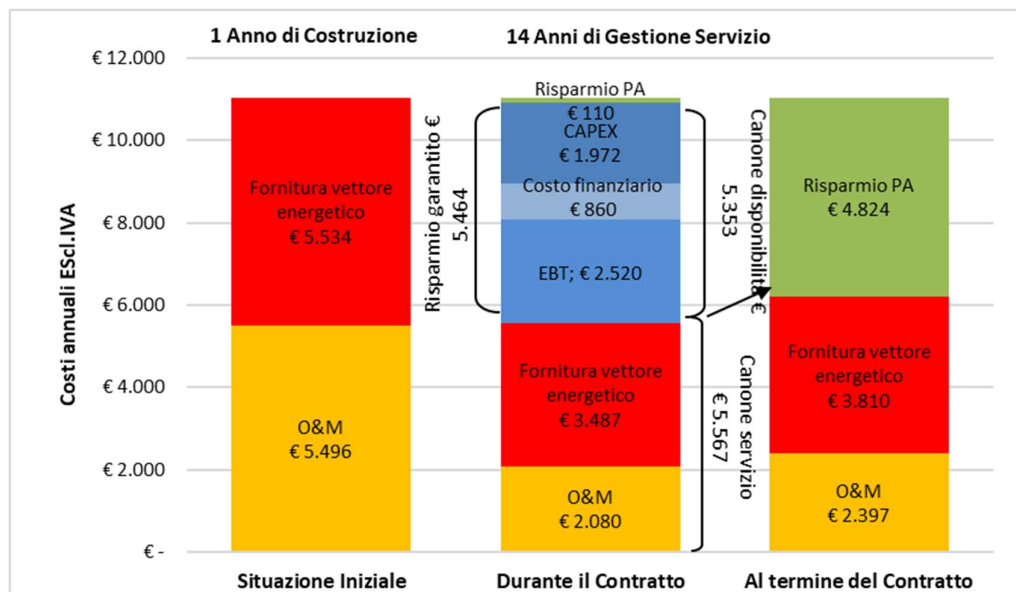 1 Anno di Costruzione
14 Anni di Gestione Servizio
Costi annuali EScl.IVA
€ 12.000
€ 10.000
€ 8.000
€ 6.000
€ 4.000
€ 2.000
€ -
Fornitura vettore
energetico
€ 5.534
O&M
€ 5.496
Situazione Iniziale
Risparmio garantito €
5.464
Risparmio PA
€ 110
CAPEX
€ 1.972
Costo finanziario
€ 860
EBT; € 2.520
Fornitura vettore
energetico
€ 3.487
O&M
€ 2.080
Durante il Contratto
Canone disponibilità €
5.353
Canone servizio
€ 5.567
Risparmio PA
€ 4.824
Fornitura vettore
energetico
€ 3.810
O&M
€ 2.397
Al termine del Contratto